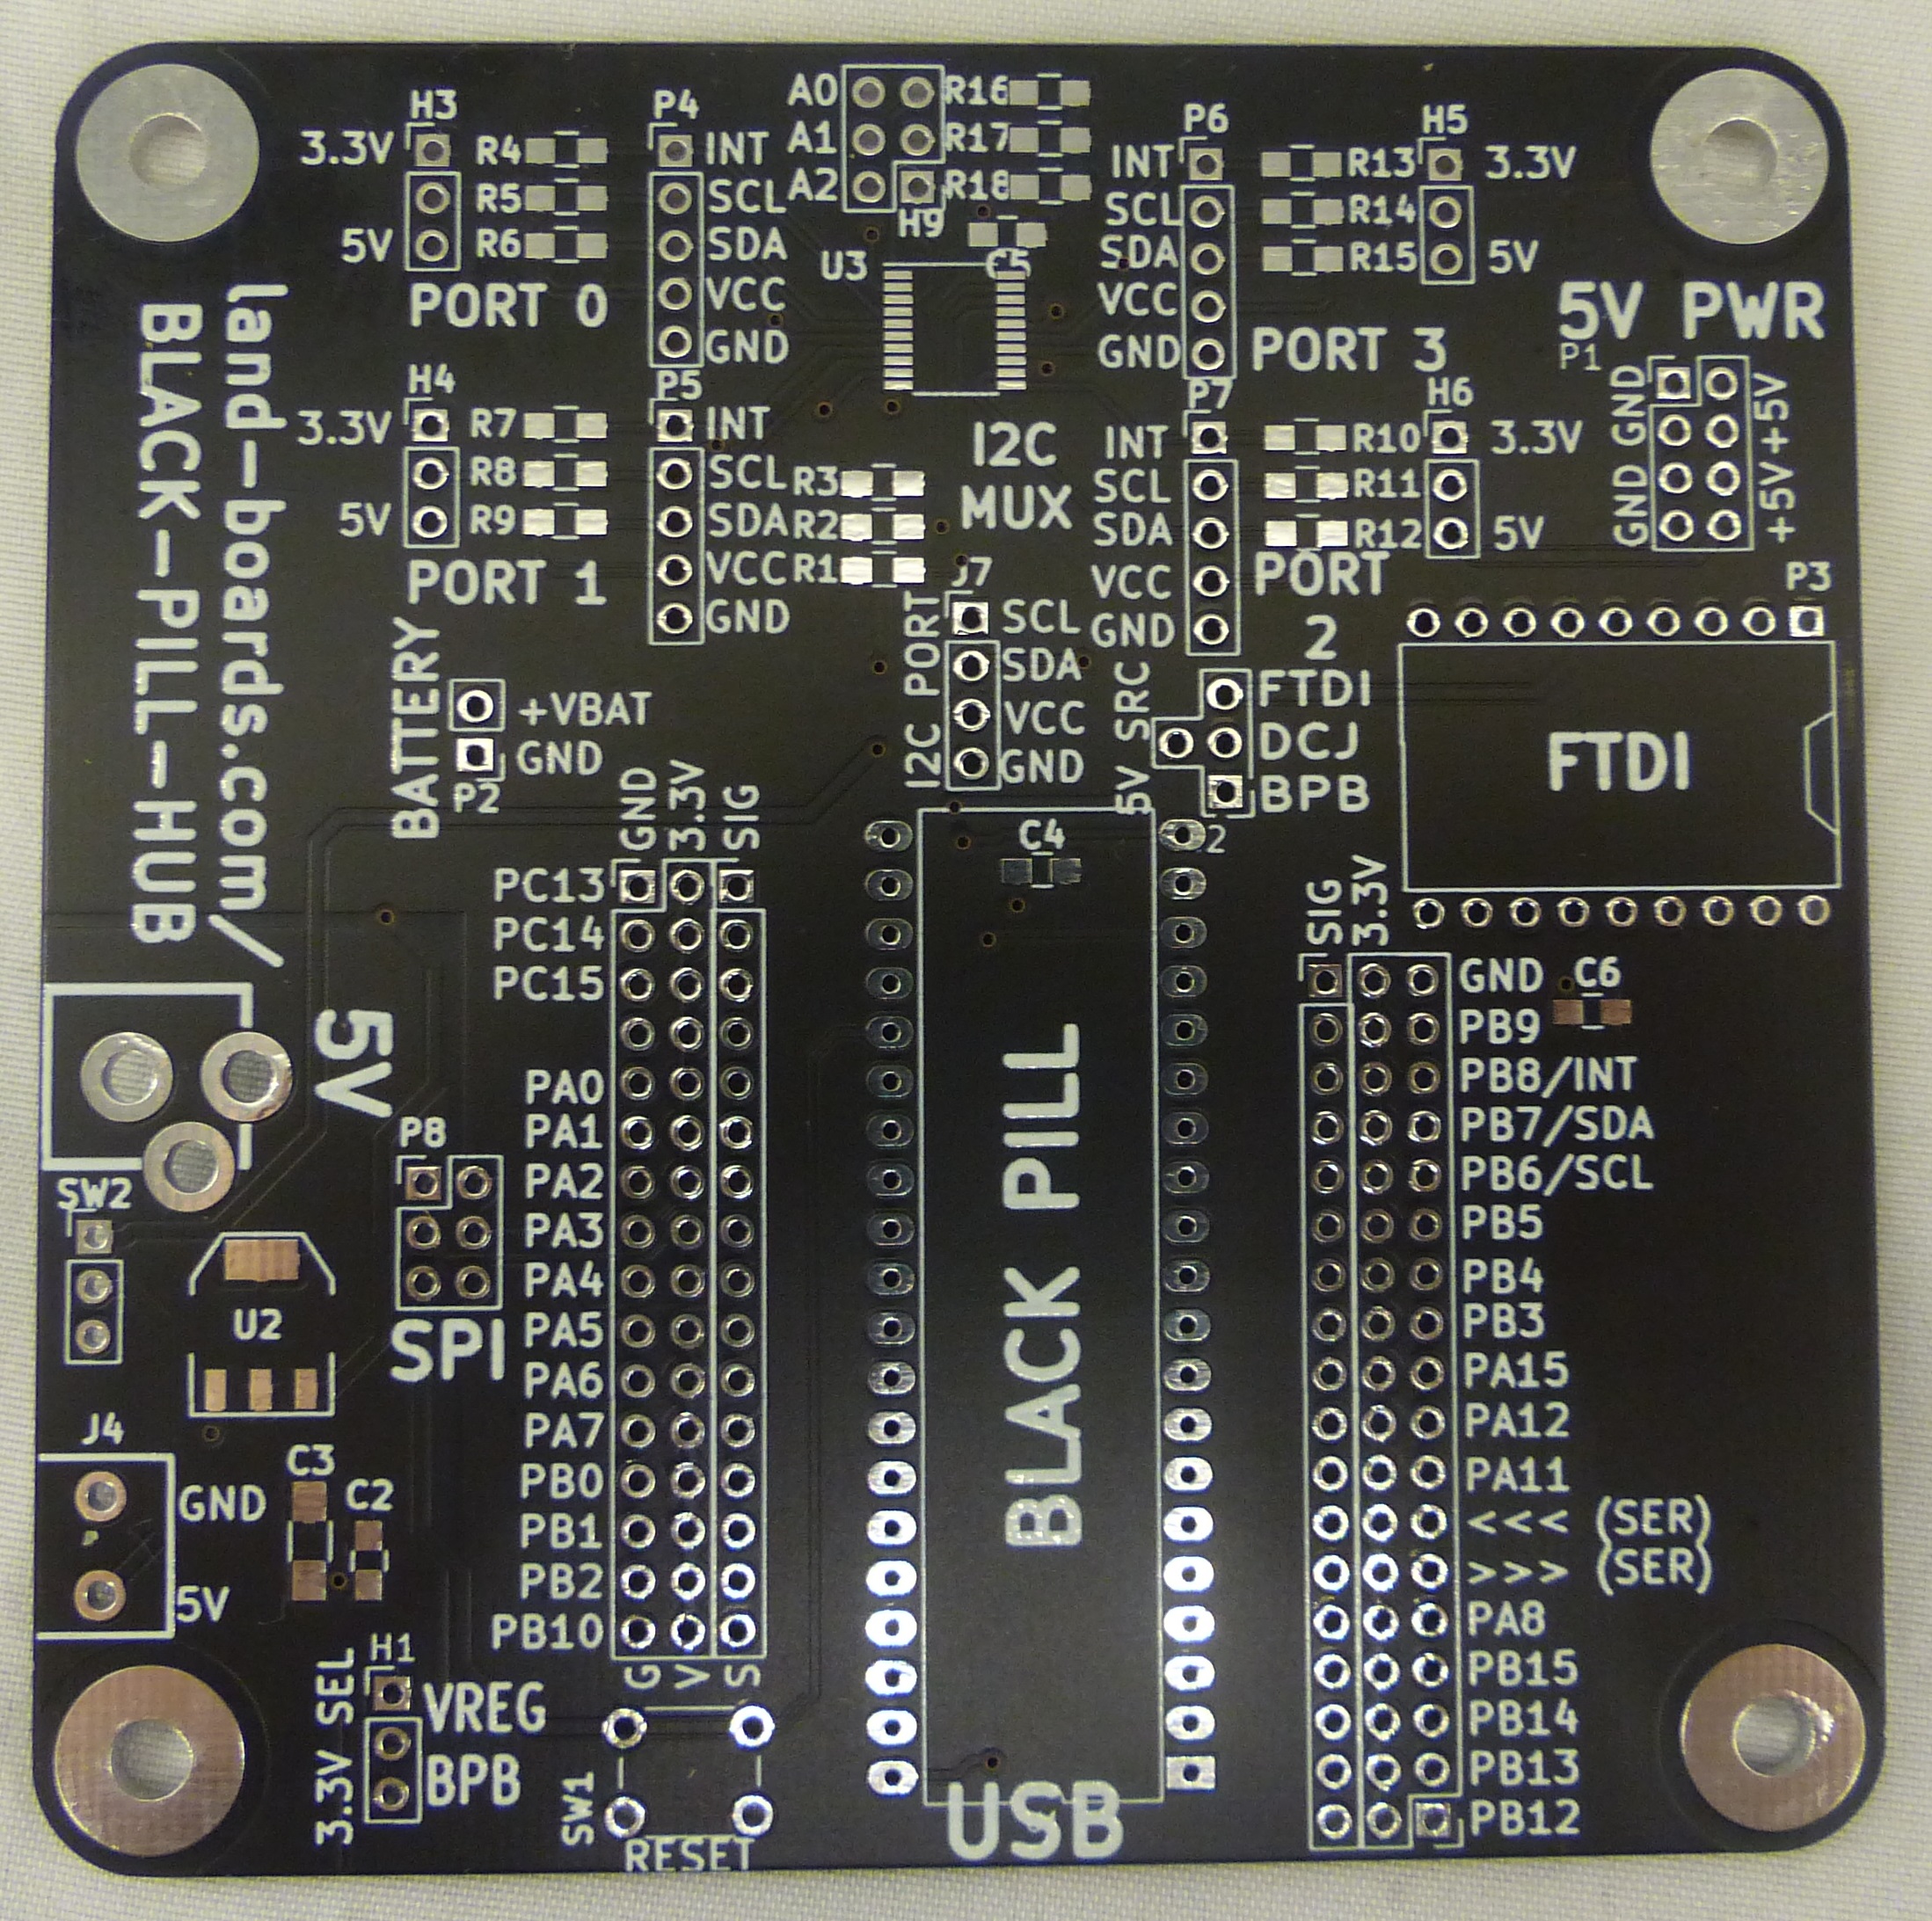 H3
3.3V
5V
R4
R5
R6
PORT 0
P4
INT
SCL
SDA
VCC
GND
A0
A1
A2
R16
R17
R18
H9
C5
U3
P6
INT
SCL
SDA
VCC
GND
R13
R14
R15
H5
3.3V
5V
PORT 3
5V PWR
P1
GND GND
GND GND
+5V
+5V
+5V
land-boards.com/
BLACK-PILL-HUB
H4
3.3V
5V
R7
R8
R9
PORT 1
P5
INT
SCL
SDA
VCC
GND
R3
R2
R1
I2C
MUX
P7
INT
SCL
SDA
VCC
GND
R10
R11
R12
H6
3.3V
5V
PORT
2
P3
FTDI
BATTERY
+VBAT
GND
P2
J7
I2C PORT
SCL
SDA
VCC
GND
5V SRC
FTDI
DCJ
BPB
2
C4
GND
3.3V
SIG
PC13
PC14
PC15
PA0
PA1
PA2
PA3
PA4
PA5
PA6
PA7
PB0
PB1
PB2
PB10
G
V
S
BLACK PILL
USB
SIG
3.3V
GND
PB9
PB8/INT
PB7/SDA
PB6/SCL
PB5
PB4
PB3
PA15
PA12
PA11
<<< (SER)
>>> (SER)
PA8
PB15
PB14
PB13
PB12
C6
5V
SW2
P8
SPI
U2
J4
GND
5V
C3
C2
3.3V SEL
H1
VREG
BPB
SW1
RESET